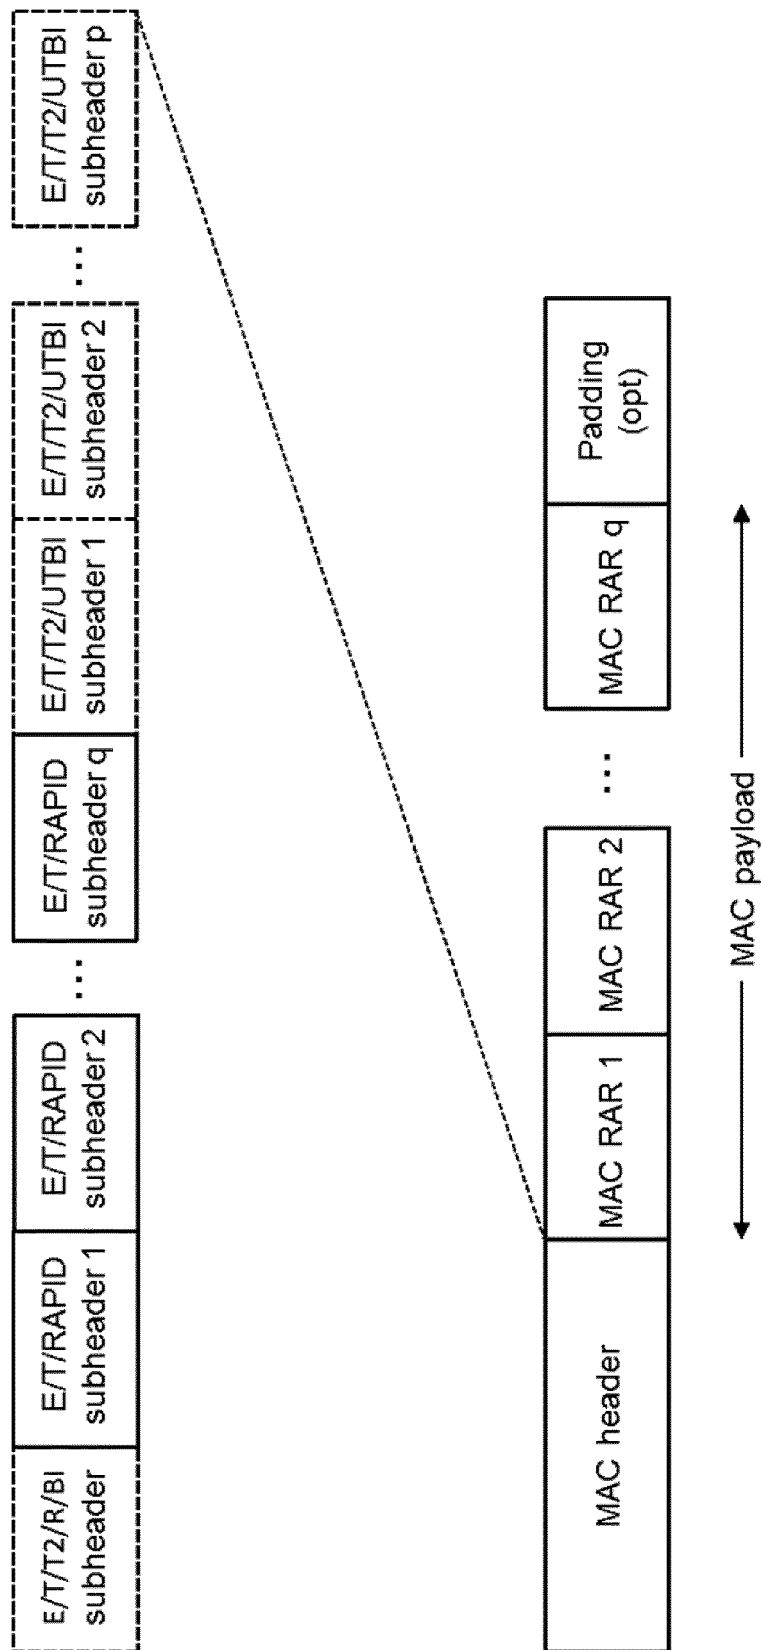 E/T/T2/R/BI
subheader
E/T/RAPID
subheader 1
E/T/RAPID
subheader 2
...
E/T/RAPID
subheader q
E/T/T2/UTBI
subheader 1
E/T/T2/UTBI
subheader 2
...
E/T/T2/UTBI
subheader p
MAC header
MAC RAR 1
MAC RAR 2
...
MAC RAR q
Padding
(opt)
MAC payload